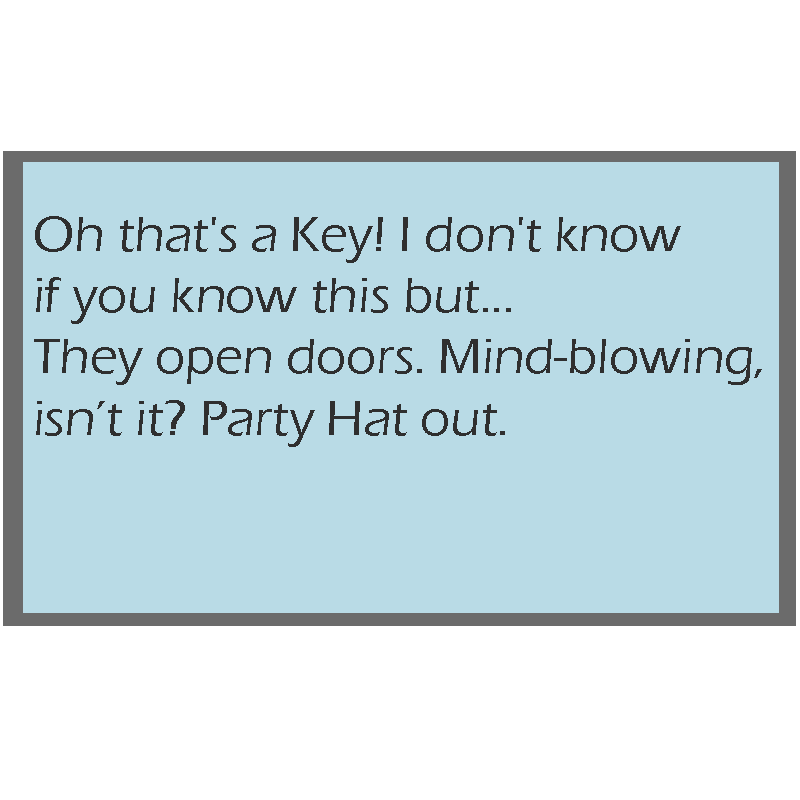 Oh that's a Key! I don't know
if you know this but...
They open doors. Mind-blowing,
isn’t it? Party Hat out.